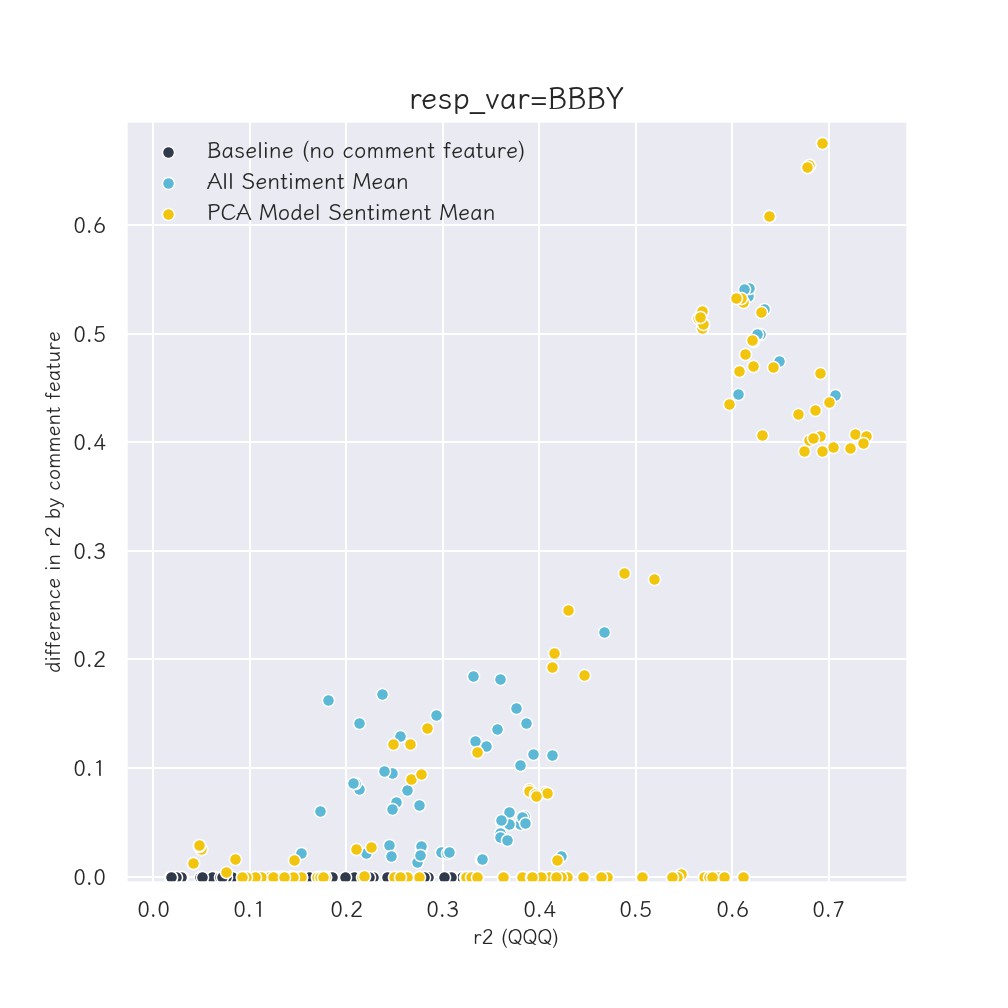 resp_var=BBBY
Baseline (no comment feature)
All Sentiment Mean
PCA Model Sentiment Mean
difference in r2 by comment feature
0.6
0.5
0.4
0.3
0.2
0.1
0.0
0.0 0.1 0.2 0.3 0.4 0.5 0.6 0.7
r2 (QQQ)